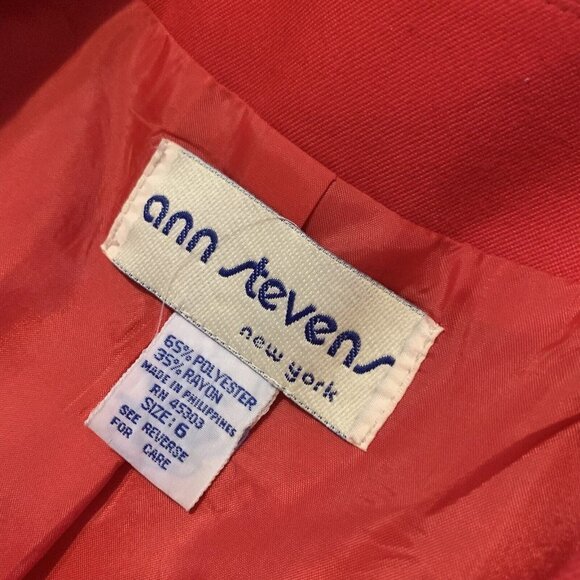 ann stevens
new york
65% POLYESTER
35% RAYON
MADE IN PHILIPPINES
RN 45303
SIZE: 6
SEE REVERSE
FOR CARE